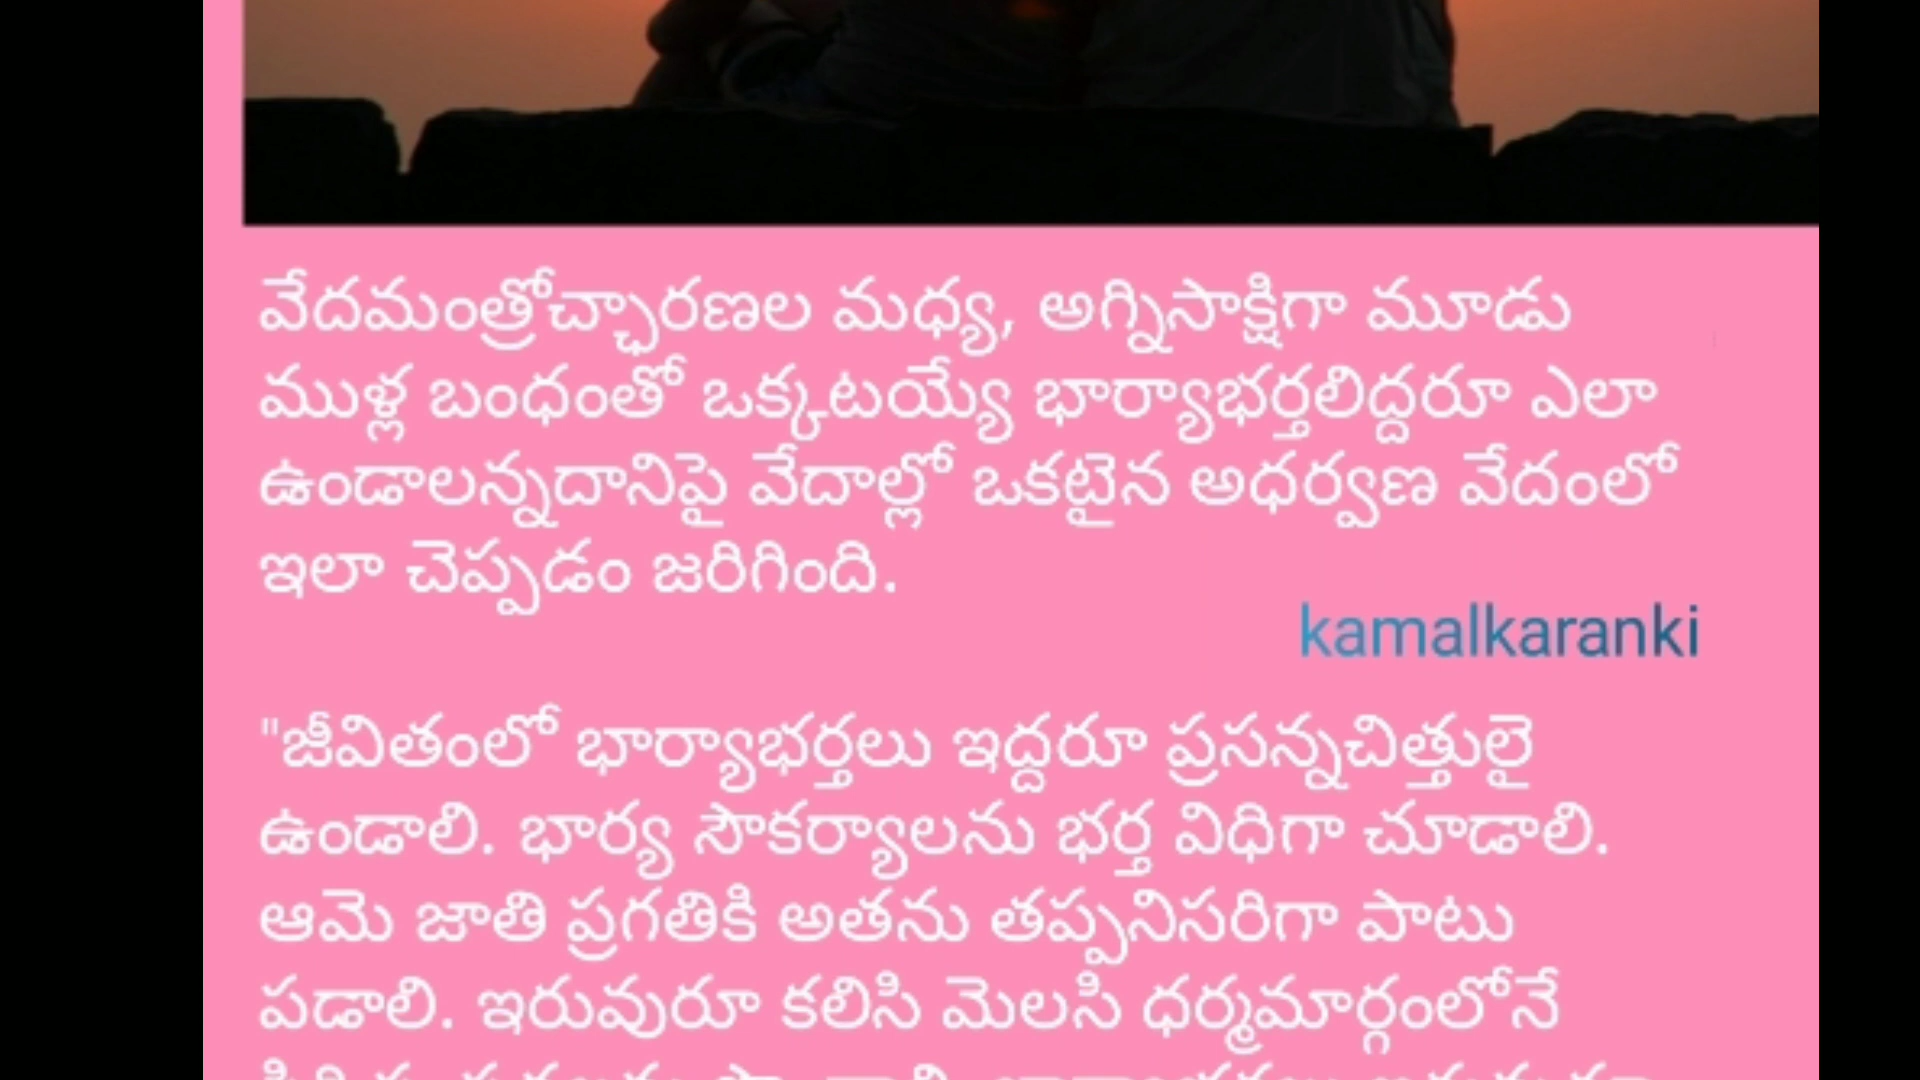 వేదమంత్రోచ్ఛారణల మధ్య, అగ్నిసాక్షిగా మూడు
ముళ్ల బంధంతో ఒక్కటయ్యే భార్యాభర్తలిద్దరూ ఎలా
ఉండాలన్నదానిపై వేదాల్లో ఒకటైన అధర్వణ వేదంలో
ఇలా చెప్పడం జరిగింది.
kamalkaranki
"జీవితంలో భార్యాభర్తలు ఇద్దరూ ప్రసన్నచిత్తులై
ఉండాలి. భార్య సౌకర్యాలను భర్త విధిగా చూడాలి.
ఆమె జాతి ప్రగతికి అతను తప్పనిసరిగా పాటు
పడాలి. ఇరువురూ కలిసి మెలసి ధర్మమార్గంలోనే